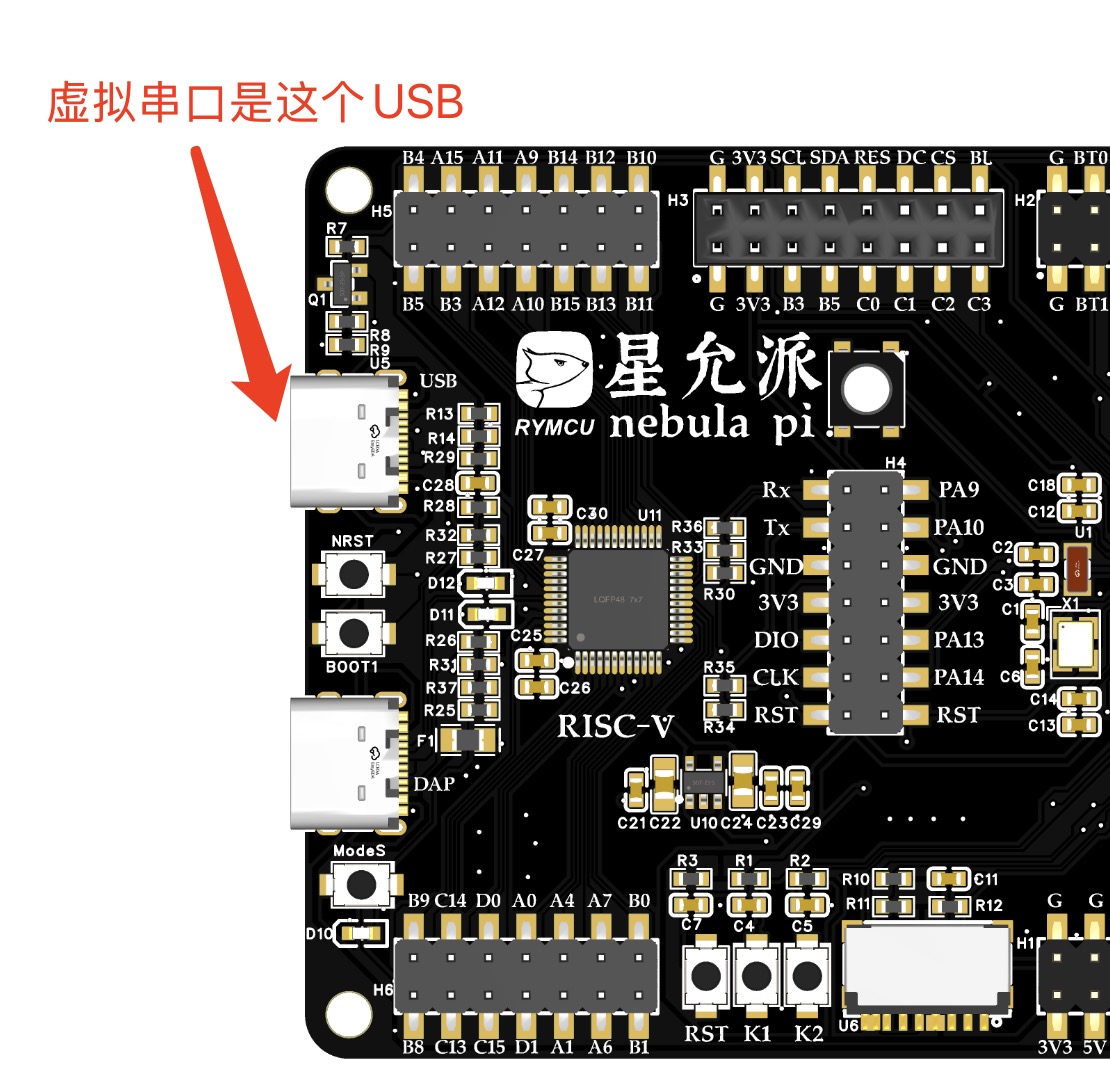 虚拟串口是这个USB
B4 A15 A11 A9 B14 B12 B10
G 3V3 SCL SDA RES DC CS BL
G BT0
H5
H3
H2
R7
Q1
B5 B3 A12 A10 B15 B13 B11
G 3V3 B3 B5 C0 C1 C2 C3
G BT1
R8
R9
U5
USB
星允派
RYMCU nebula pi
R13
R14
R29
C28
R28
R32
R27
D12
D11
R26
R31
R37
R25
F1
NRST
BOOT1
DAP
C30
U11
C27
LQFP48 7x7
C25
C26
RISC-V
R36
R33
R30
R35
R34
H4
Rx PA9
Tx PA10
GND GND
3V3 3V3
DIO PA13
CLK PA14
RST RST
C18
C12
U1
C2
C3
X1
C1
C6
C14
C13
C21 C22 U10 C24 C23 C29
ModeS
D10
B9 C14 D0 A0 A4 A7 B0
H6
B8 C13 C15 D1 A1 A6 B1
R3 R1 R2
C7 C4 C5
RST K1 K2
R10 C11
R11 R12
U6
G G
H1
3V3 5V